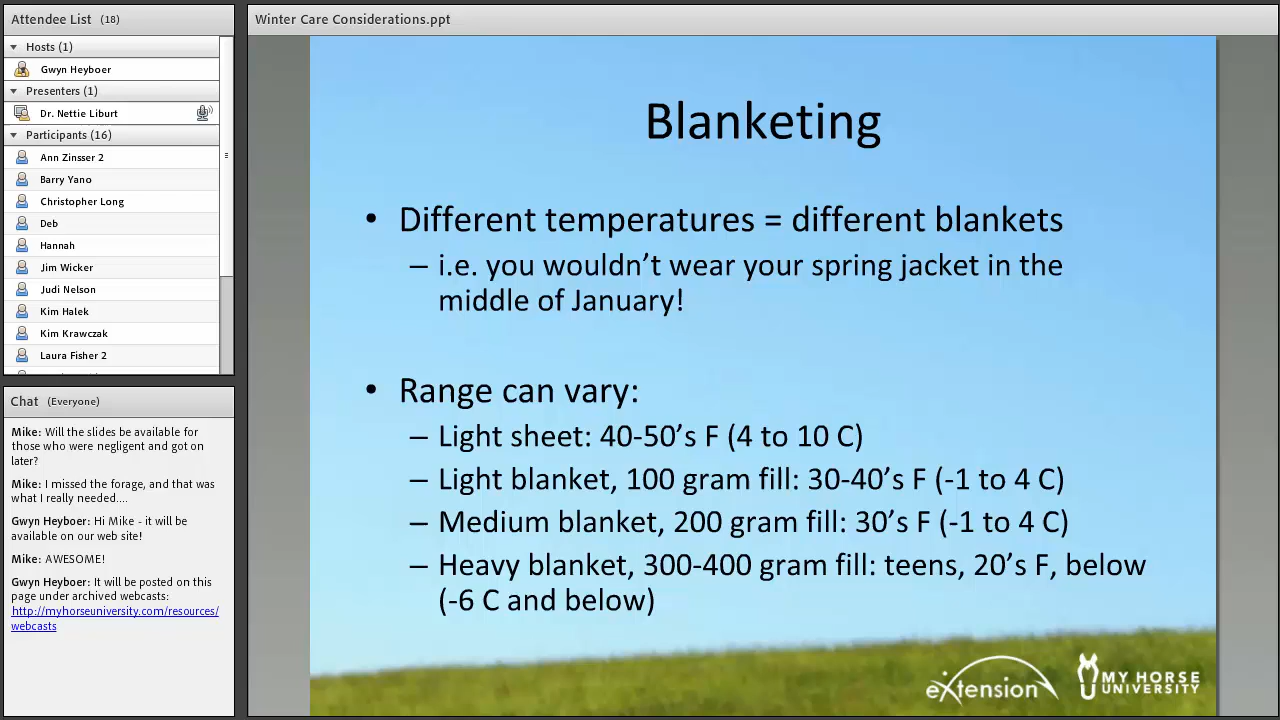 Attendee List (18)
Hosts (1)
Gwyn Heyboer
Presenters (1)
Dr. Nettie Liburt
Participants (16)
Ann Zinsser 2
Barry Yano
Christopher Long
Deb
Hannah
Jim Wicker
Judi Nelson
Kim Halek
Kim Krawczak
Laura Fisher 2
Chat (Everyone)
Mike: Will the slides be available for
those who were negligent and got on
later?
Mike: I missed the forage, and that was
what I really needed....
Gwyn Heyboer: Hi Mike - it will be
available on our web site!
Mike: AWESOME!
Gwyn Heyboer: It will be posted on this
page under archived webcasts:
http://myhorseuniversity.com/resources/
webcasts
Winter Care Considerations.ppt
Blanketing
• Different temperatures = different blankets
– i.e. you wouldn’t wear your spring jacket in the
middle of January!
• Range can vary:
– Light sheet: 40-50’s F (4 to 10 C)
– Light blanket, 100 gram fill: 30-40’s F (-1 to 4 C)
– Medium blanket, 200 gram fill: 30’s F (-1 to 4 C)
– Heavy blanket, 300-400 gram fill: teens, 20’s F, below
(-6 C and below)
eXtension
MY HORSE
UNIVERSITY